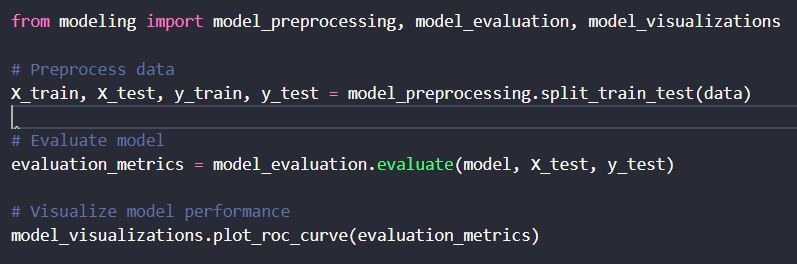 from modeling import model_preprocessing, model_evaluation, model_visualizations
# Preprocess data
X_train, X_test, y_train, y_test = model_preprocessing.split_train_test(data)
# Evaluate model
evaluation_metrics = model_evaluation.evaluate(model, X_test, y_test)
# Visualize model performance
model_visualizations.plot_roc_curve(evaluation_metrics)